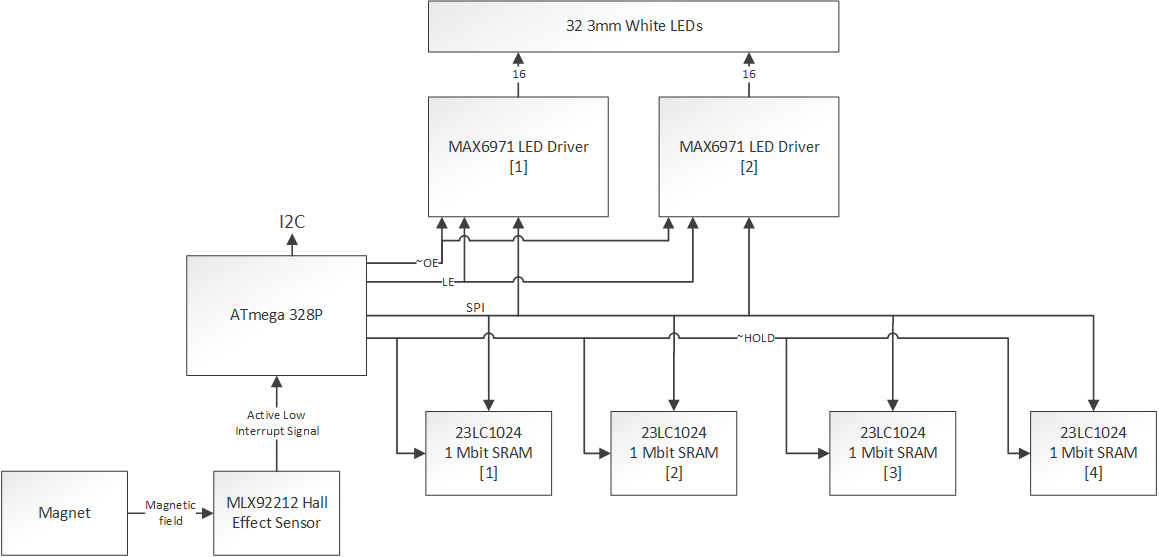 32 3mm White LEDs
16
16
MAX6971 LED Driver
[1]
MAX6971 LED Driver
[2]
I2C
~OE
LE
SPI
ATmega 328P
~HOLD
Active Low
Interrupt Signal
23LC1024
1 Mbit SRAM
[1]
23LC1024
1 Mbit SRAM
[2]
23LC1024
1 Mbit SRAM
[3]
23LC1024
1 Mbit SRAM
[4]
Magnet
Magnetic
field
MLX92212 Hall
Effect Sensor